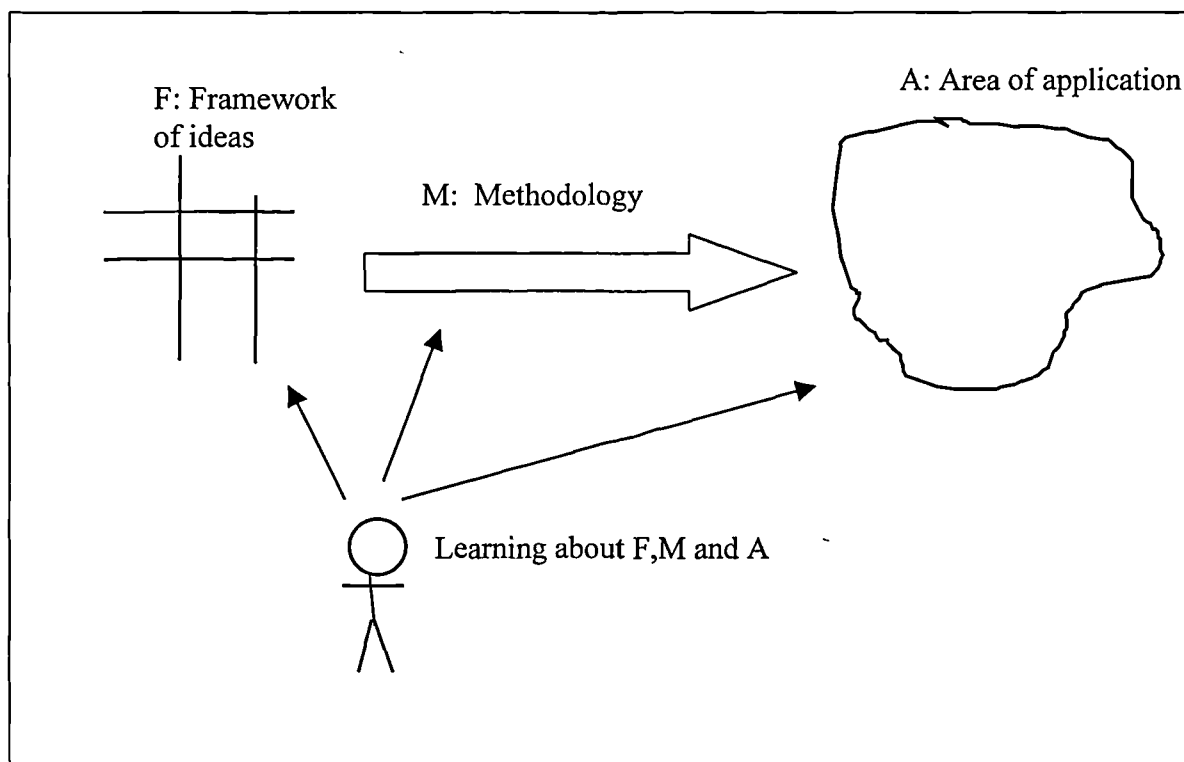 F: Framework
of ideas
A: Area of application
M: Methodology
Learning about F,M and A